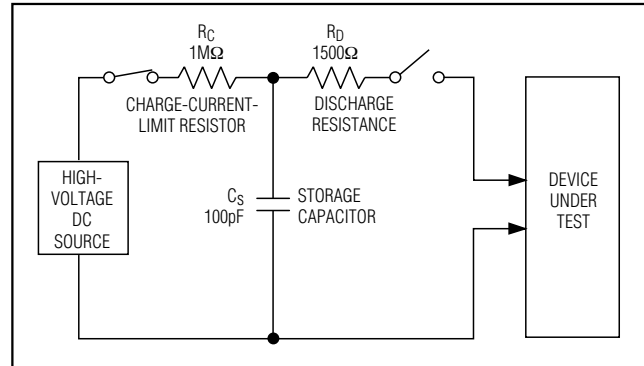 RC
1MΩ
CHARGE-CURRENT-
LIMIT RESISTOR
RD
1500Ω
DISCHARGE
RESISTANCE
HIGH-
VOLTAGE
DC
SOURCE
CS
100pF
STORAGE
CAPACITOR
DEVICE
UNDER
TEST